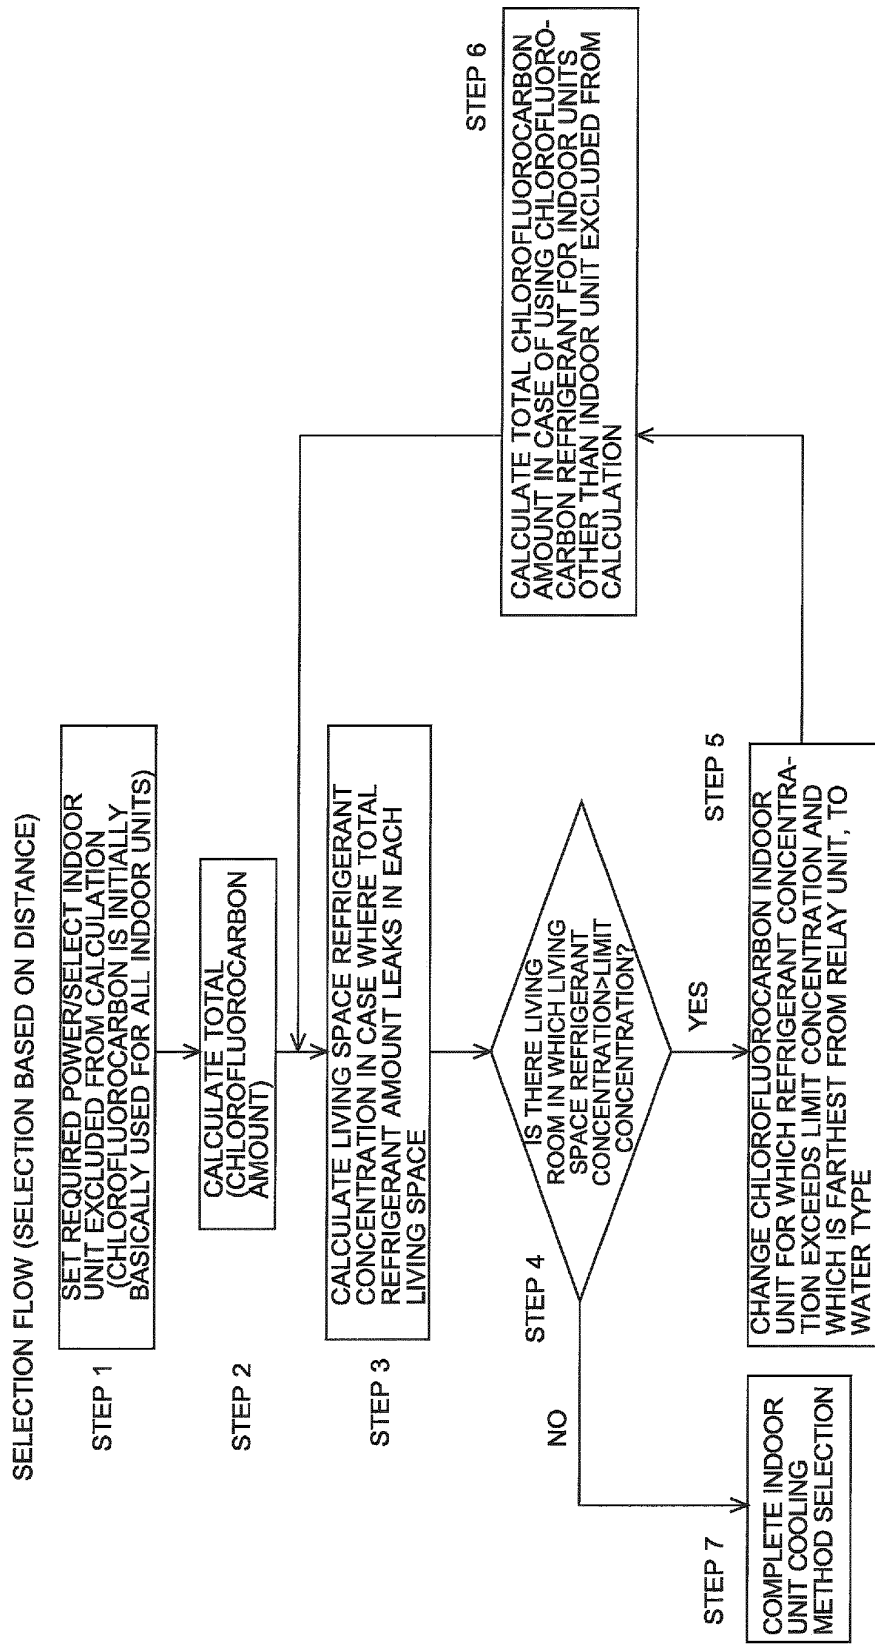 SELECTION FLOW (SELECTION BASED ON DISTANCE)
STEP 1
SET REQUIRED POWER/SELECT INDOOR
UNIT EXCLUDED FROM CALCULATION
(CHLOROFLUOROCARBON IS INITIALLY
BASICALLY USED FOR ALL INDOOR UNITS)
STEP 2
CALCULATE TOTAL
(CHLOROFLUOROCARBON
AMOUNT)
STEP 3
CALCULATE LIVING SPACE REFRIGERANT
CONCENTRATION IN CASE WHERE TOTAL
REFRIGERANT AMOUNT LEAKS IN EACH
LIVING SPACE
STEP 4
IS THERE LIVING
ROOM IN WHICH LIVING
SPACE REFRIGERANT
CONCENTRATION>LIMIT
CONCENTRATION?
NO
YES
STEP 5
CHANGE CHLOROFLUOROCARBON INDOOR
UNIT FOR WHICH REFRIGERANT CONCENTRA-
TION EXCEEDS LIMIT CONCENTRATION AND
WHICH IS FARTHEST FROM RELAY UNIT, TO
WATER TYPE
STEP 6
CALCULATE TOTAL CHLOROFLUOROCARBON
AMOUNT IN CASE OF USING CHLOROFLUORO-
CARBON REFRIGERANT FOR INDOOR UNITS
OTHER THAN INDOOR UNIT EXCLUDED FROM
CALCULATION
STEP 7
COMPLETE INDOOR
UNIT COOLING
METHOD SELECTION